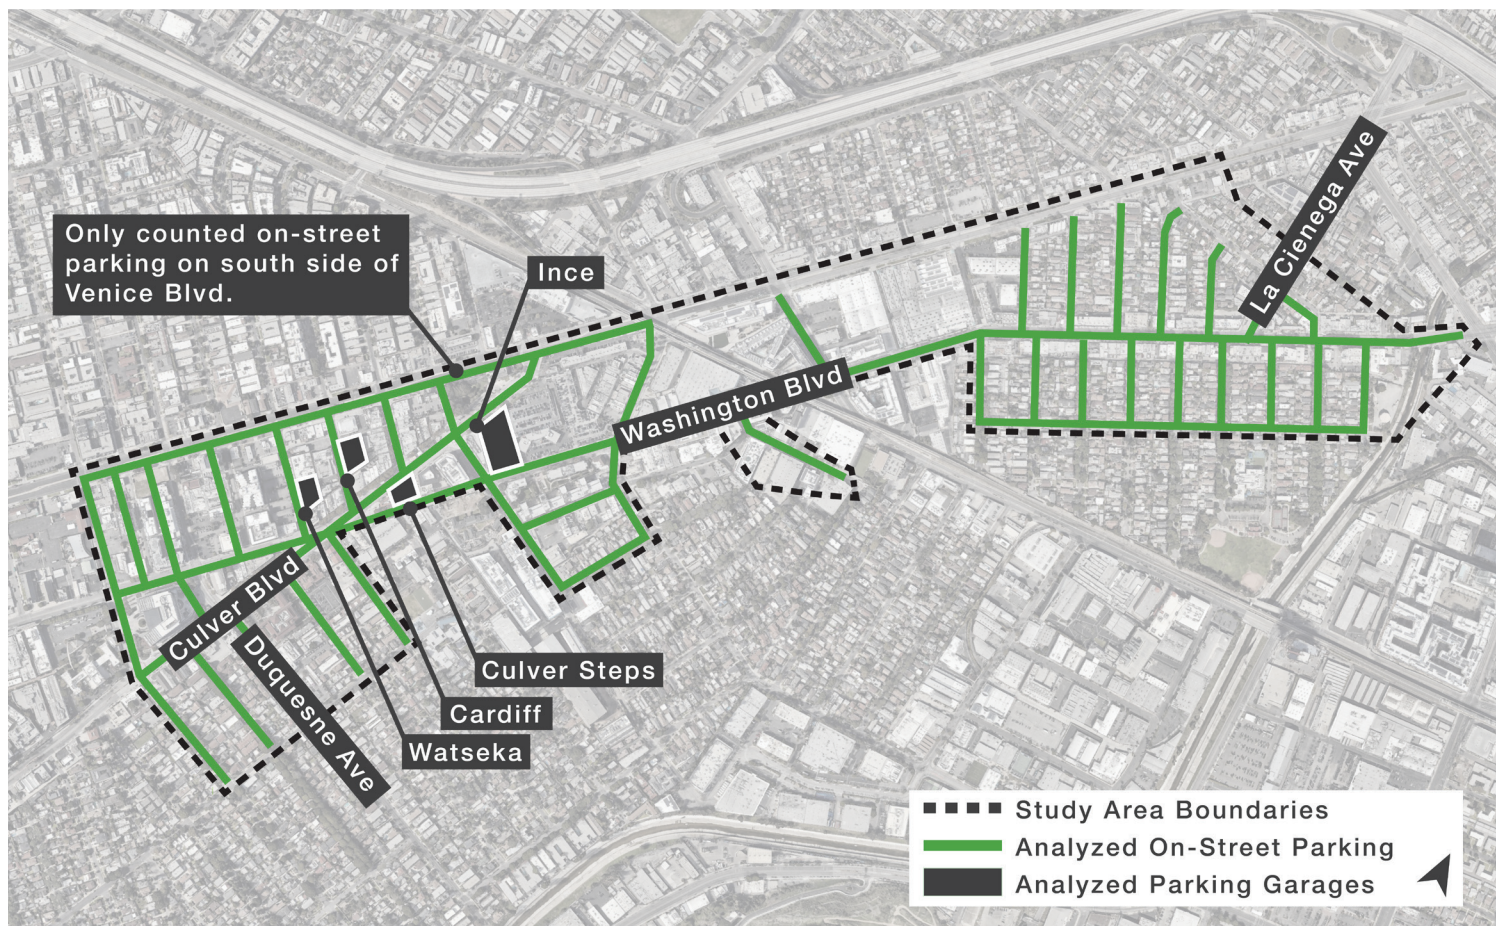 Only counted on-street
parking on south side of
Venice Blvd.
Ince
La Cienega Ave
Washington Blvd
Culver Blvd
Duquesne Ave
Culver Steps
Cardiff
Watseka
Study Area Boundaries
Analyzed On-Street Parking
Analyzed Parking Garages